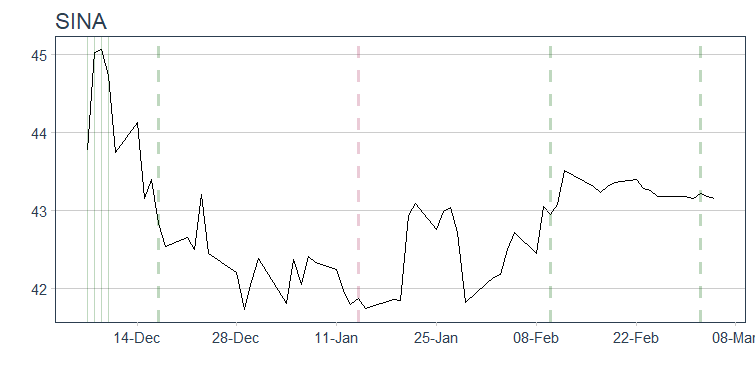 SINA
45
44
43
42
14-Dec
28-Dec
11-Jan
25-Jan
08-Feb
22-Feb
08-Mar